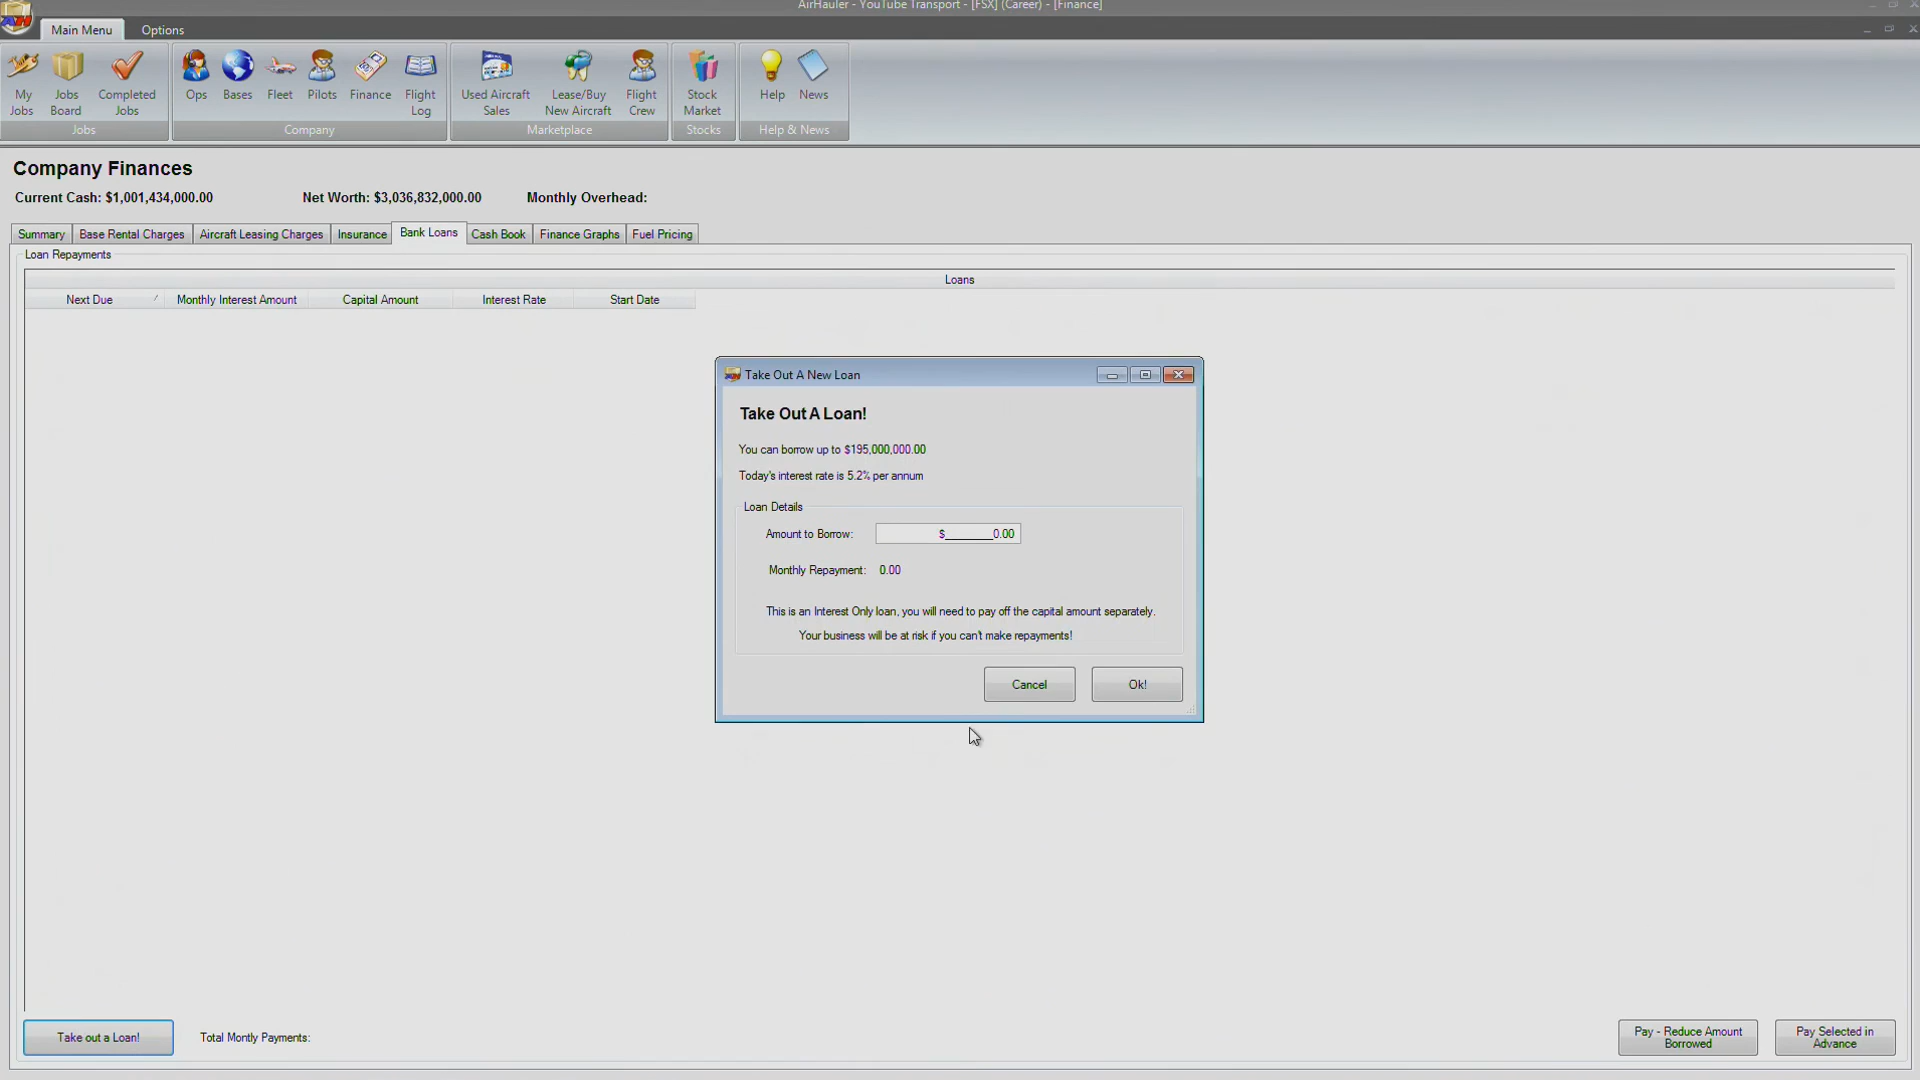 AirHauler - YouTube Transport - [FSX] (Career) - [Finance]
Main Menu Options
My Jobs
Jobs Board
Completed Jobs
Jobs
Ops
Bases
Fleet
Pilots
Finance
Flight Log
Company
Used Aircraft Sales
Lease/Buy New Aircraft
Flight Crew
Marketplace
Stock Market
Stocks
Help
News
Help & News
Company Finances
Current Cash: $1,001,434,000.00 Net Worth: $3,036,832,000.00 Monthly Overhead:
Summary Base Rental Charges Aircraft Leasing Charges Insurance Bank Loans Cash Book Finance Graphs Fuel Pricing
Loan Repayments
Loans
Next Due Monthly Interest Amount Capital Amount Interest Rate Start Date
Take Out A New Loan
Take Out A Loan!
You can borrow up to $195,000,000.00
Today's interest rate is 5.2% per annum
Loan Details
Amount to Borrow: $________0.00
Monthly Repayment: 0.00
This is an Interest Only loan, you will need to pay off the capital amount separately.
Your business will be at risk if you can't make repayments!
Cancel Ok!
Take out a Loan! Total Montly Payments:
Pay - Reduce Amount
Borrowed
Pay Selected in
Advance